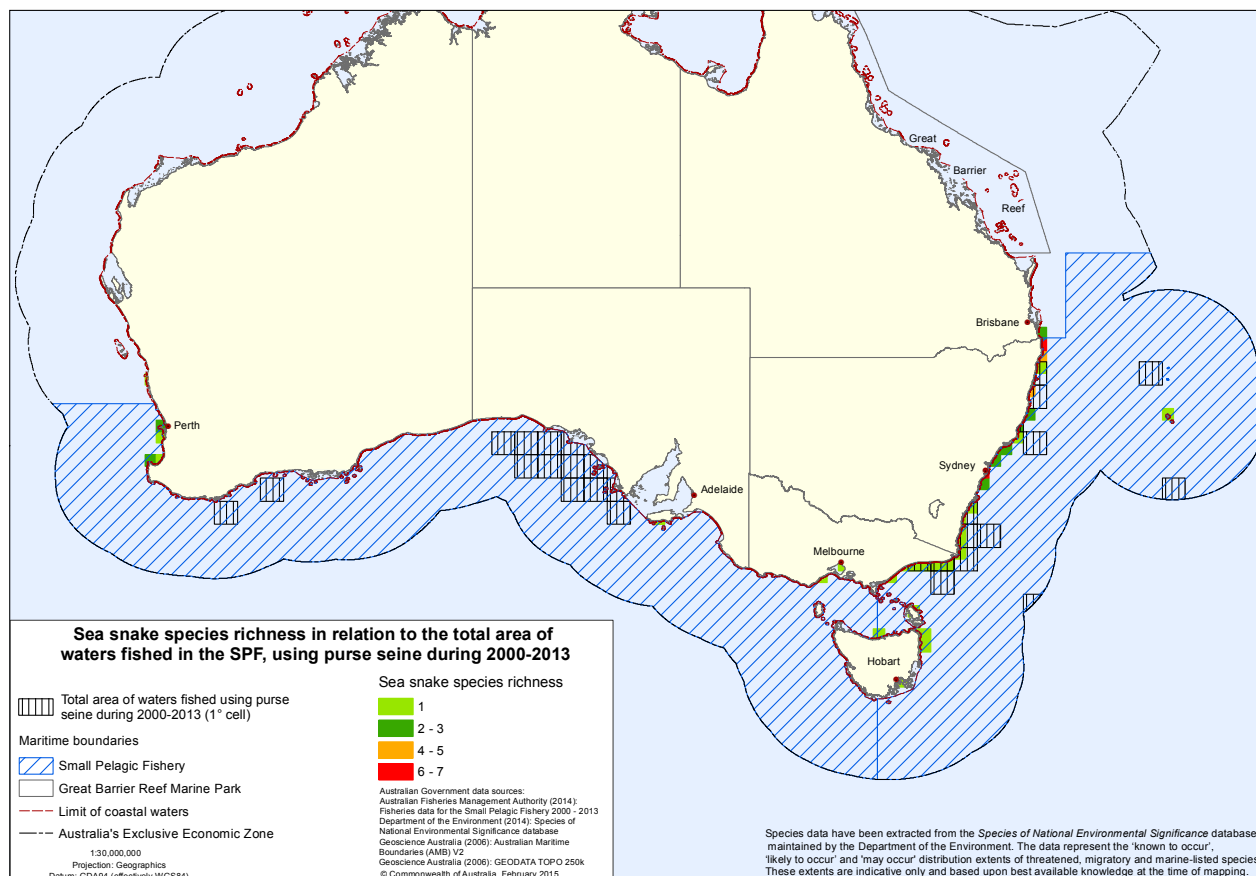 Great
Barrier
Reef
Brisbane
Perth
Sydney
Adelaide
Melbourne
Hobart
Sea snake species richness in relation to the total area of
waters fished in the SPF, using purse seine during 2000-2013
Total area of waters fished using purse
seine during 2000-2013 (1° cell)
Maritime boundaries
Small Pelagic Fishery
Great Barrier Reef Marine Park
Limit of coastal waters
Australia's Exclusive Economic Zone
1:30,000,000
Projection: Geographics
Datum: GDA94 (effectively WGS84)
Sea snake species richness
1
2 - 3
4 - 5
6 - 7
Australian Government data sources:
Australian Fisheries Management Authority (2014):
Fisheries data for the Small Pelagic Fishery 2000 - 2013
Department of the Environment (2014): Species of
National Environmental Significance database
Geoscience Australia (2006): Australian Maritime
Boundaries (AMB) V2
Geoscience Australia (2006): GEODATA TOPO 250k
© Commonwealth of Australia, February 2015
Species data have been extracted from the Species of National Environmental Significance database
maintained by the Department of the Environment. The data represent the 'known to occur',
'likely to occur' and 'may occur' distribution extents of threatened, migratory and marine-listed species
These extents are indicative only and based upon best available knowledge at the time of mapping.